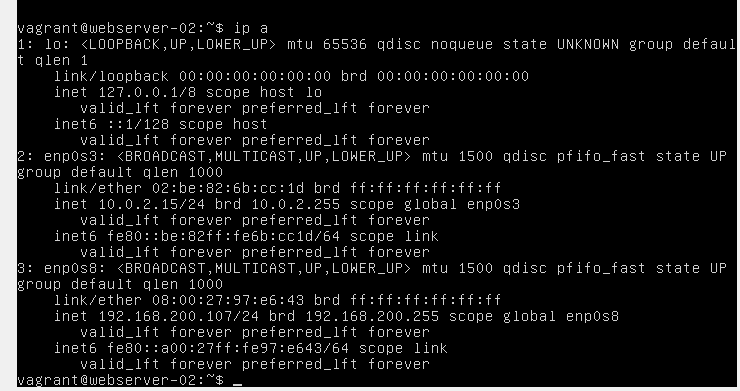 vagrant@webserver-02:~$ ip a
1: lo: <LOOPBACK,UP,LOWER_UP> mtu 65536 qdisc noqueue state UNKNOWN group defaul
t qlen 1
    link/loopback 00:00:00:00:00:00 brd 00:00:00:00:00:00
    inet 127.0.0.1/8 scope host lo
       valid_lft forever preferred_lft forever
    inet6 ::1/128 scope host
       valid_lft forever preferred_lft forever
2: enp0s3: <BROADCAST,MULTICAST,UP,LOWER_UP> mtu 1500 qdisc pfifo_fast state UP
group default qlen 1000
    link/ether 02:be:82:6b:cc:1d brd ff:ff:ff:ff:ff:ff
    inet 10.0.2.15/24 brd 10.0.2.255 scope global enp0s3
       valid_lft forever preferred_lft forever
    inet6 fe80::be:82ff:fe6b:cc1d/64 scope link
       valid_lft forever preferred_lft forever
3: enp0s8: <BROADCAST,MULTICAST,UP,LOWER_UP> mtu 1500 qdisc pfifo_fast state UP
group default qlen 1000
    link/ether 08:00:27:97:e6:43 brd ff:ff:ff:ff:ff:ff
    inet 192.168.200.107/24 brd 192.168.200.255 scope global enp0s8
       valid_lft forever preferred_lft forever
    inet6 fe80::a00:27ff:fe97:e643/64 scope link
       valid_lft forever preferred_lft forever
vagrant@webserver-02:~$ _